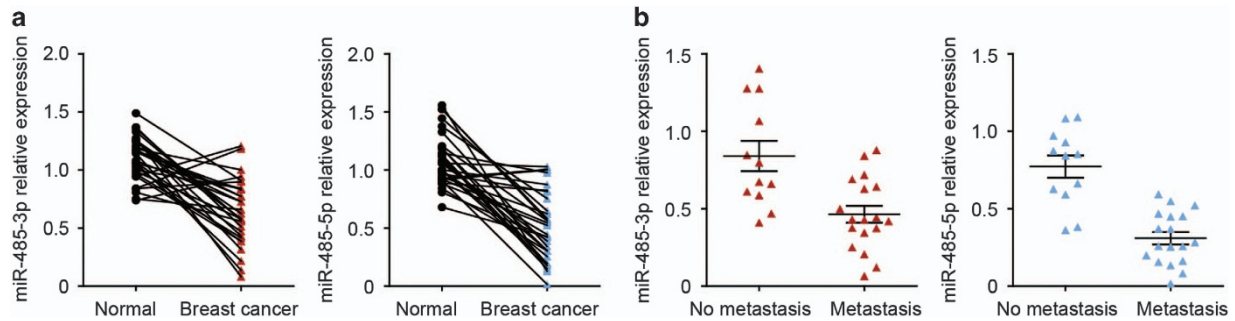 a
b
miR-485-3p relative expression
2.0
1.5
1.0
0.5
0
Normal
Breast cancer
miR-485-5p relative expression
2.0
1.5
1.0
0.5
0
Normal
Breast cancer
miR-485-3p relative expression
1.5
1.0
0.5
0
No metastasis
Metastasis
miR-485-5p relative expression
1.5
1.0
0.5
0
No metastasis
Metastasis